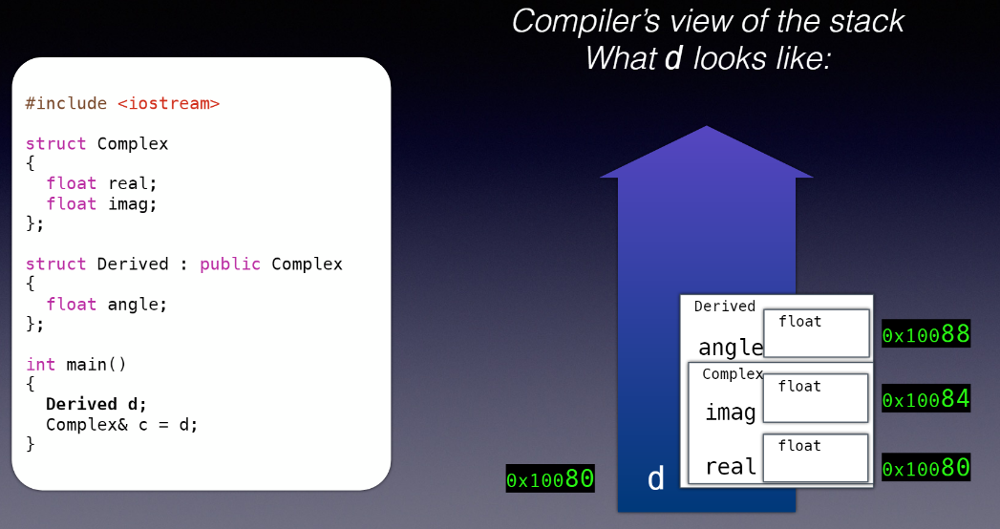 Compiler’s view of the stack
What d looks like:
#include <iostream>
struct Complex
{
  float real;
  float imag;
};
struct Derived : public Complex
{
  float angle;
};
int main()
{
  Derived d;
  Complex& c = d;
}
Derived
float
angle
0x10088
Complex
float
imag
0x10084
float
real
0x10080
0x10080
d